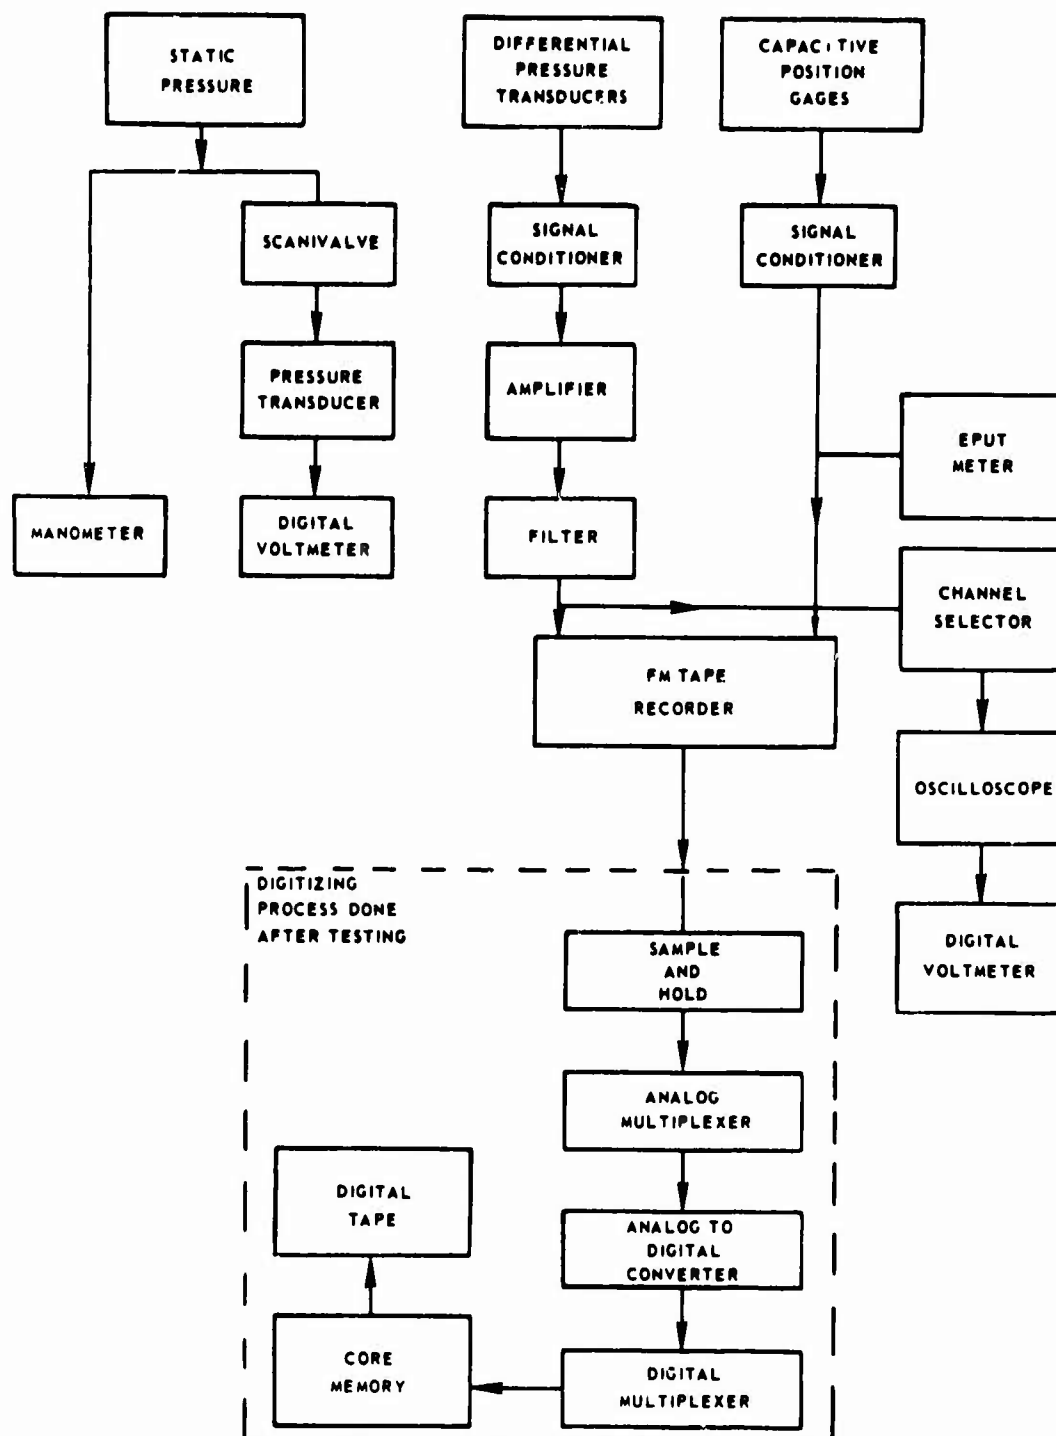 STATIC
PRESSURE
DIFFERENTIAL
PRESSURE
TRANSDUCERS
CAPACITIVE
POSITION
GAGES
SCANIVALVE
SIGNAL
CONDITIONER
SIGNAL
CONDITIONER
PRESSURE
TRANSDUCER
AMPLIFIER
EPUT
METER
MANOMETER
DIGITAL
VOLTMETER
FILTER
CHANNEL
SELECTOR
FM TAPE
RECORDER
OSCILLOSCOPE
DIGITAL
VOLTMETER
DIGITIZING
PROCESS DONE
AFTER TESTING
SAMPLE
AND
HOLD
ANALOG
MULTIPLEXER
DIGITAL
TAPE
ANALOG TO
DIGITAL
CONVERTER
CORE
MEMORY
DIGITAL
MULTIPLEXER